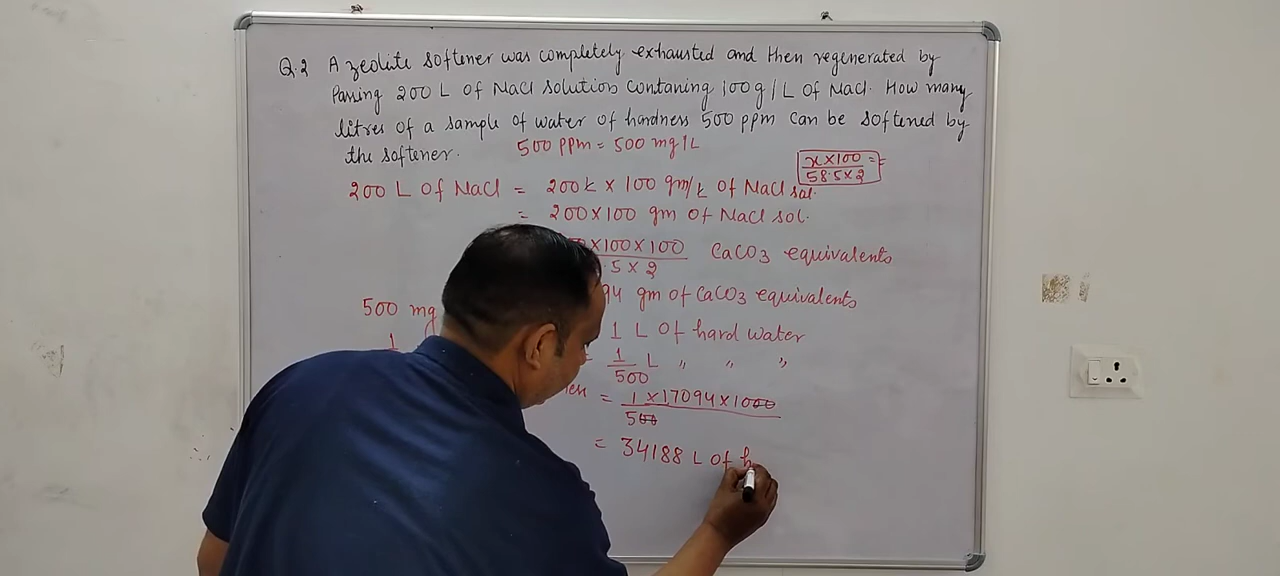 Q.2 A zeolite softener was completely exhausted and then regenerated by
Passing 200 L of NaCl solution contaning 100g/L of NaCl. How many
litres of a sample of water of hardness 500 ppm can be softened by
the softener.
500 ppm = 500 mg/L
x×100 =
58.5×2
200 L of NaCl = 200L × 100 gm/L of NaCl sol.
= 200×100 gm of NaCl sol.
×100×100 CaCO3 equivalents
.5×2
94 gm of CaCO3 equivalents
500 mg 1 L of hard water
1 = 1/500 L " " "
ness = 1×17094×1000
500
= 34188 L of h